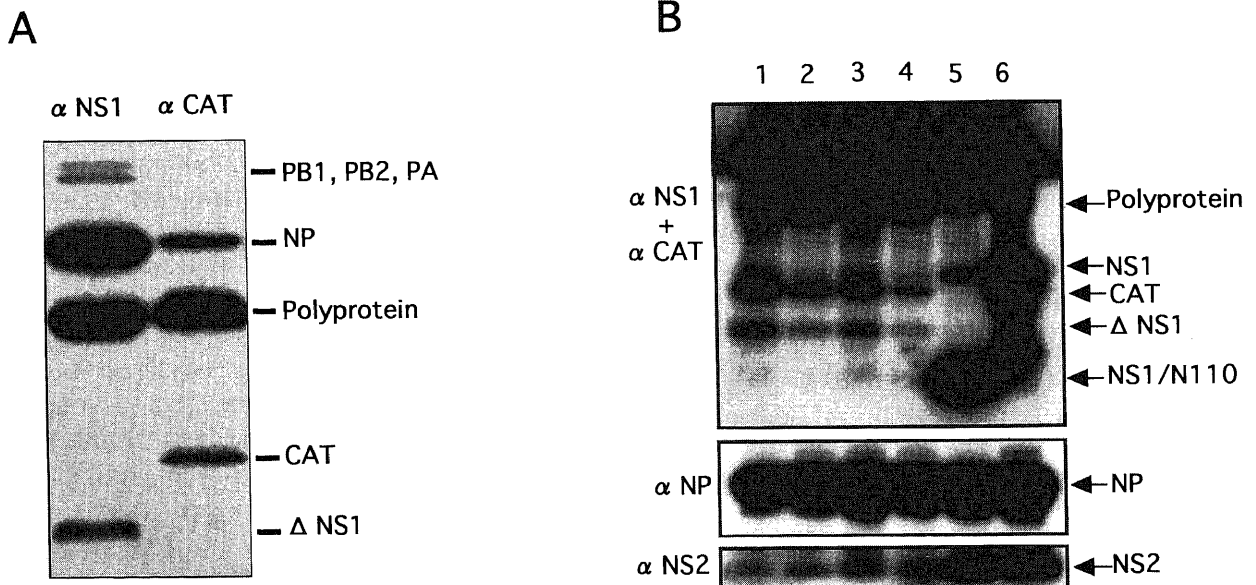 A
α NS1 α CAT
PB1, PB2, PA
NP
Polyprotein
CAT
Δ NS1
B
1 2 3 4 5 6
α NS1
+
α CAT
Polyprotein
NS1
CAT
Δ NS1
NS1/N110
α NP
NP
α NS2
NS2